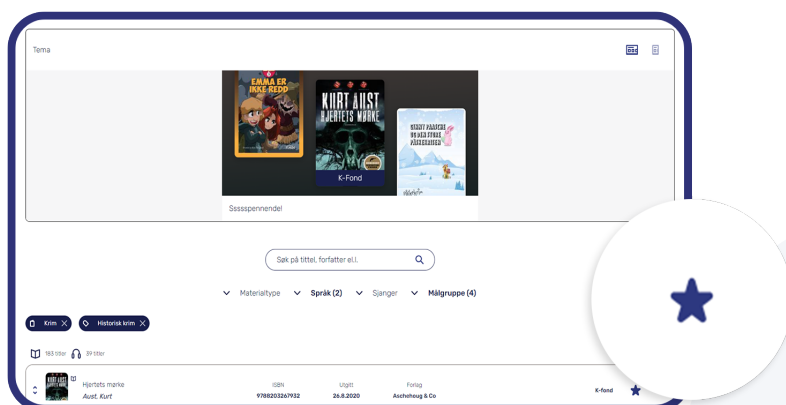 Tema
EMMA ER
IKKE REDD
KURT AUST
HJERTETS MØRKE
K-Fond
Ssssspennende!
Søk på tittel, forfatter el.l.
Materialtype Språk (2) Sjanger Målgruppe (4)
Krim Historisk krim
183 titler 39 titler
Hjertets mørke ISBN Utgitt Forlag
Aust, Kurt 9788203267932 26.8.2020 Aschehoug & Co K-fond